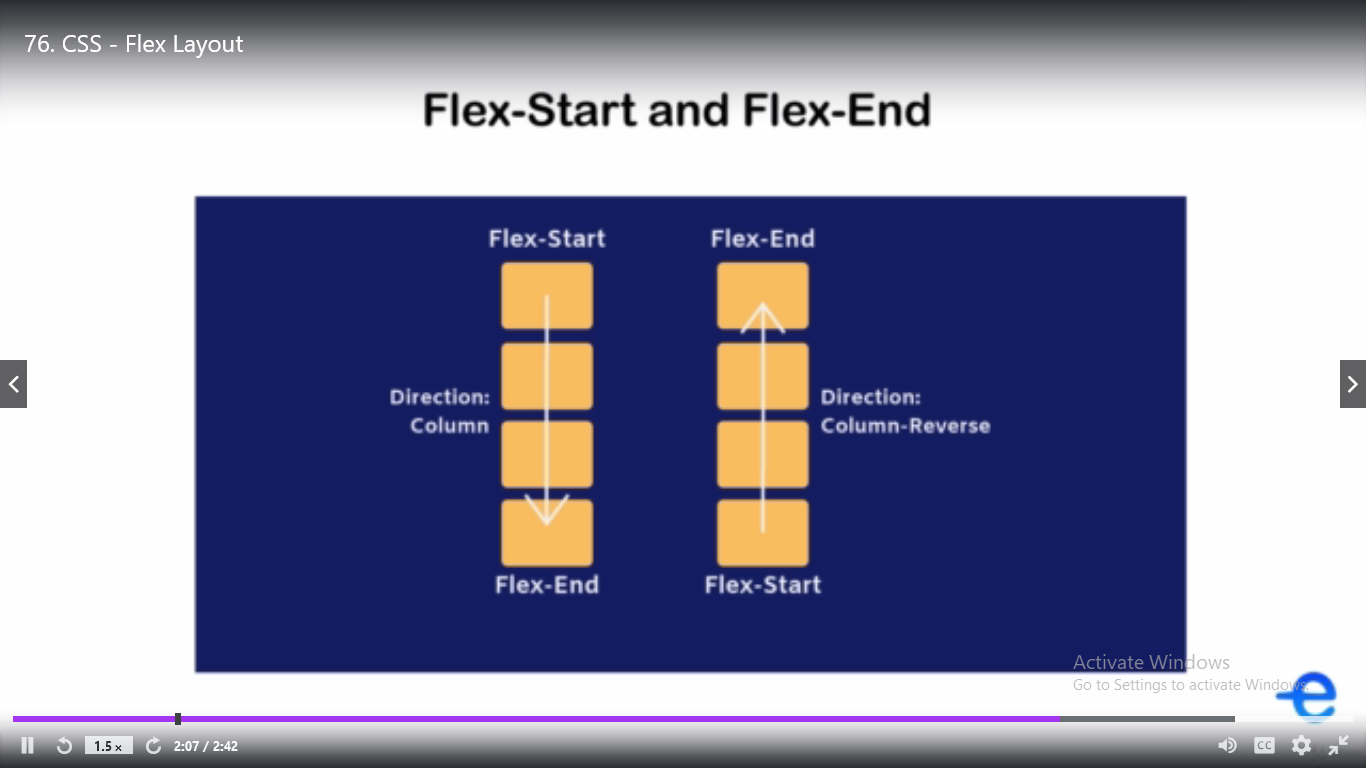 76. CSS - Flex Layout
Flex-Start and Flex-End
Flex-Start
Flex-End
Direction:
Column
Direction:
Column-Reverse
Flex-End
Flex-Start
Activate Windows
Go to Settings to activate Windows.
e
1.5 x
2:07 / 2:42
CC